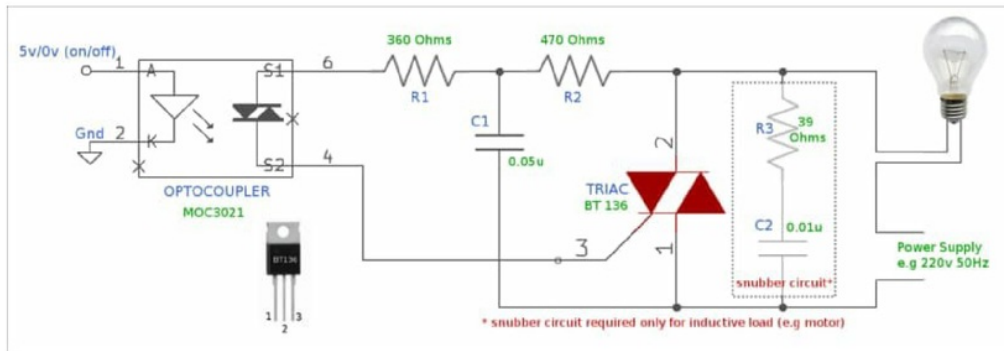 5v/0v (on/off)
1
A
S1
6
360 Ohms
R1
470 Ohms
R2
C1
0.05u
Gnd
2
K
S2
4
OPTOCOUPLER
MOC3021
BT136
1
2
3
2
TRIAC
BT 136
3
1
R3
39
Ohms
C2
0.01u
snubber circuit*
Power Supply
e.g 220v 50Hz
* snubber circuit required only for inductive load (e.g motor)